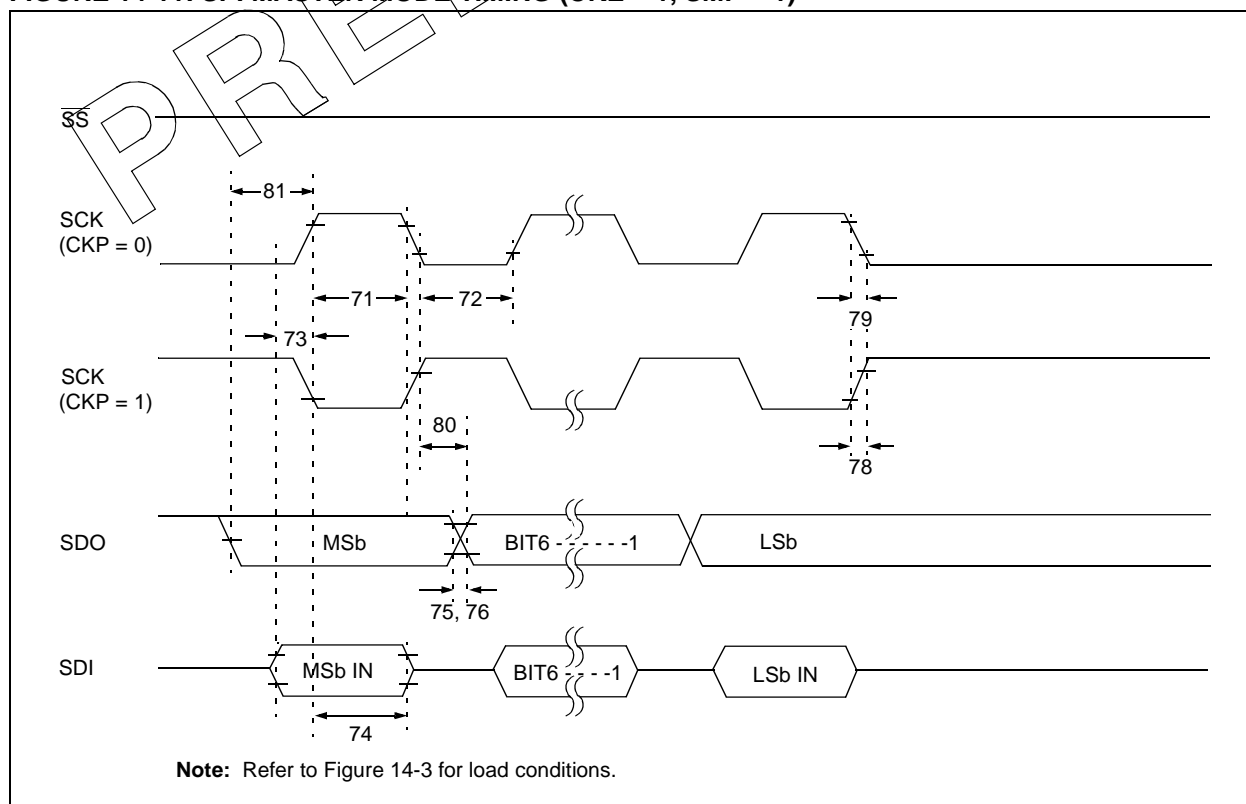 SS
81
SCK
(CKP = 0)
71
72
73
79
SCK
(CKP = 1)
80
78
SDO
MSb
BIT6 - - - - - -1
LSb
75, 76
SDI
MSb IN
BIT6 - - - - -1
LSb IN
74
Note: Refer to Figure 14-3 for load conditions.